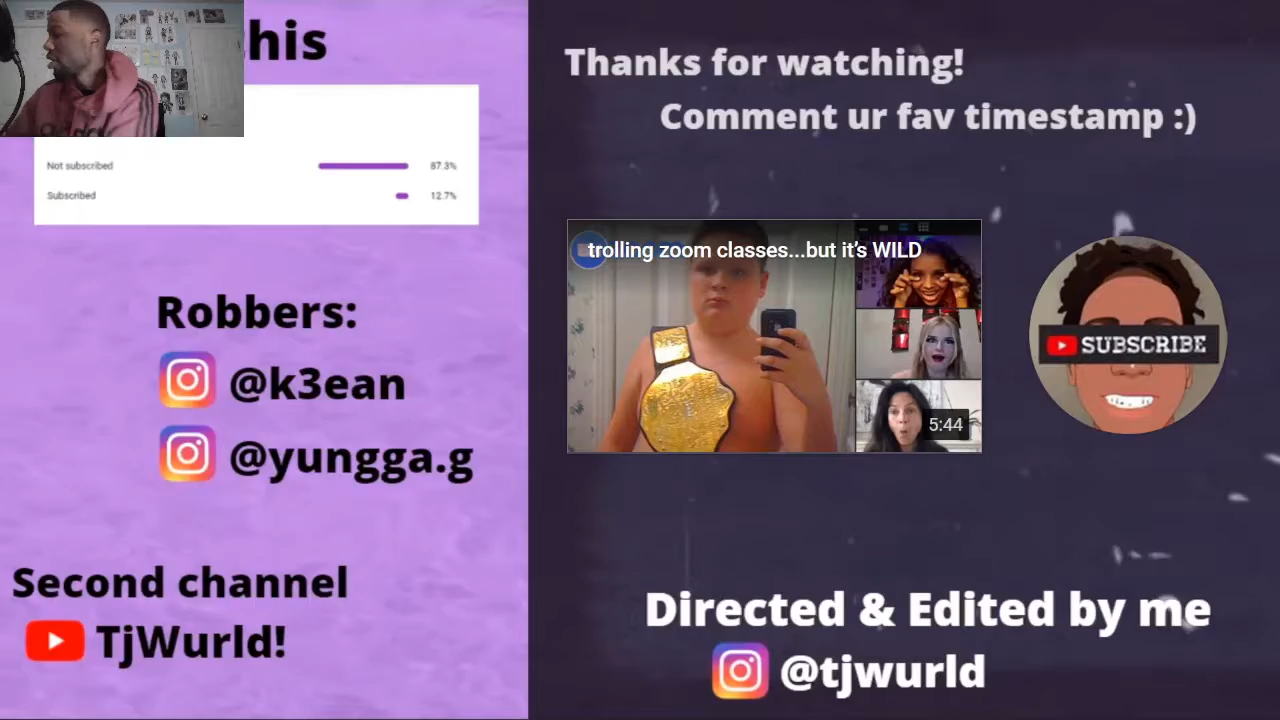 his
Not subscribed 87.3%
Subscribed 12.7%
Robbers:
@k3ean
@yungga.g
Second channel
TjWurld!
Thanks for watching!
Comment ur fav timestamp :)
trolling zoom classes...but it's WILD
5:44
SUBSCRIBE
Directed & Edited by me
@tjwurld